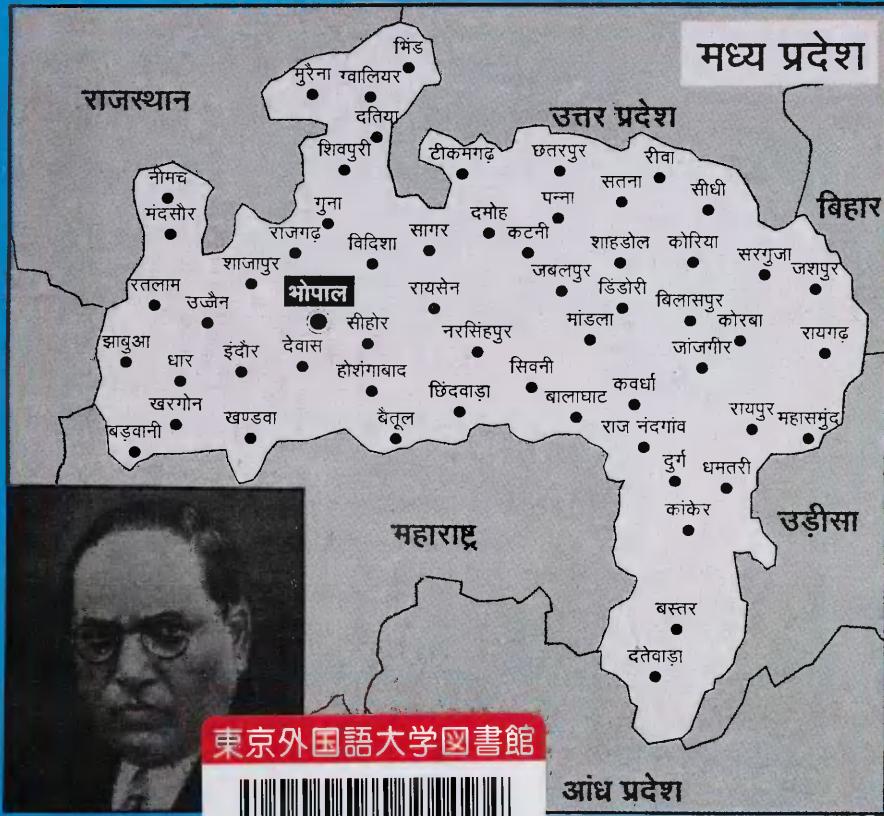 मध्य प्रदेश
भिंड
मुरैना ग्वालियर
राजस्थान
दतिया
उत्तर प्रदेश
शिवपुरी टीकमगढ़ छतरपुर रीवा
नीमच सतना सीधी
मंदसौर गुना दमोह पन्ना बिहार
राजगढ़ विदिशा सागर कटनी शाहडोल कोरिया सरगुजा
शाजापुर जबलपुर जशपुर
रतलाम भोपाल रायसेन डिंडोरी बिलासपुर
उज्जैन सीहोर मांडला कोरबा
झाबुआ इंदौर देवास नरसिंहपुर जांजगीर रायगढ़
धार होशंगाबाद छिंदवाड़ा सिवनी बालाघाट कवर्धा
खरगोन खण्डवा बैतूल रायपुर महासमुंद
बड़वानी राज नंदगांव
दुर्ग धमतरी
कांकेर उड़ीसा
महाराष्ट्र
बस्तर
दतेवाड़ा
東京外国語大学図書館
आंध प्रदेश